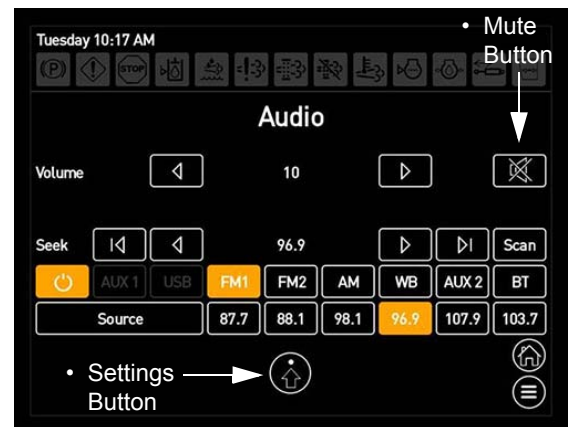 Tuesday 10:17 AM
• Mute
Button
(P)
STOP
Audio
Volume
10
Seek
96.9
Scan
AUX 1
USB
FM1
FM2
AM
WB
AUX 2
BT
Source
87.7
88.1
98.1
96.9
107.9
103.7
• Settings
Button